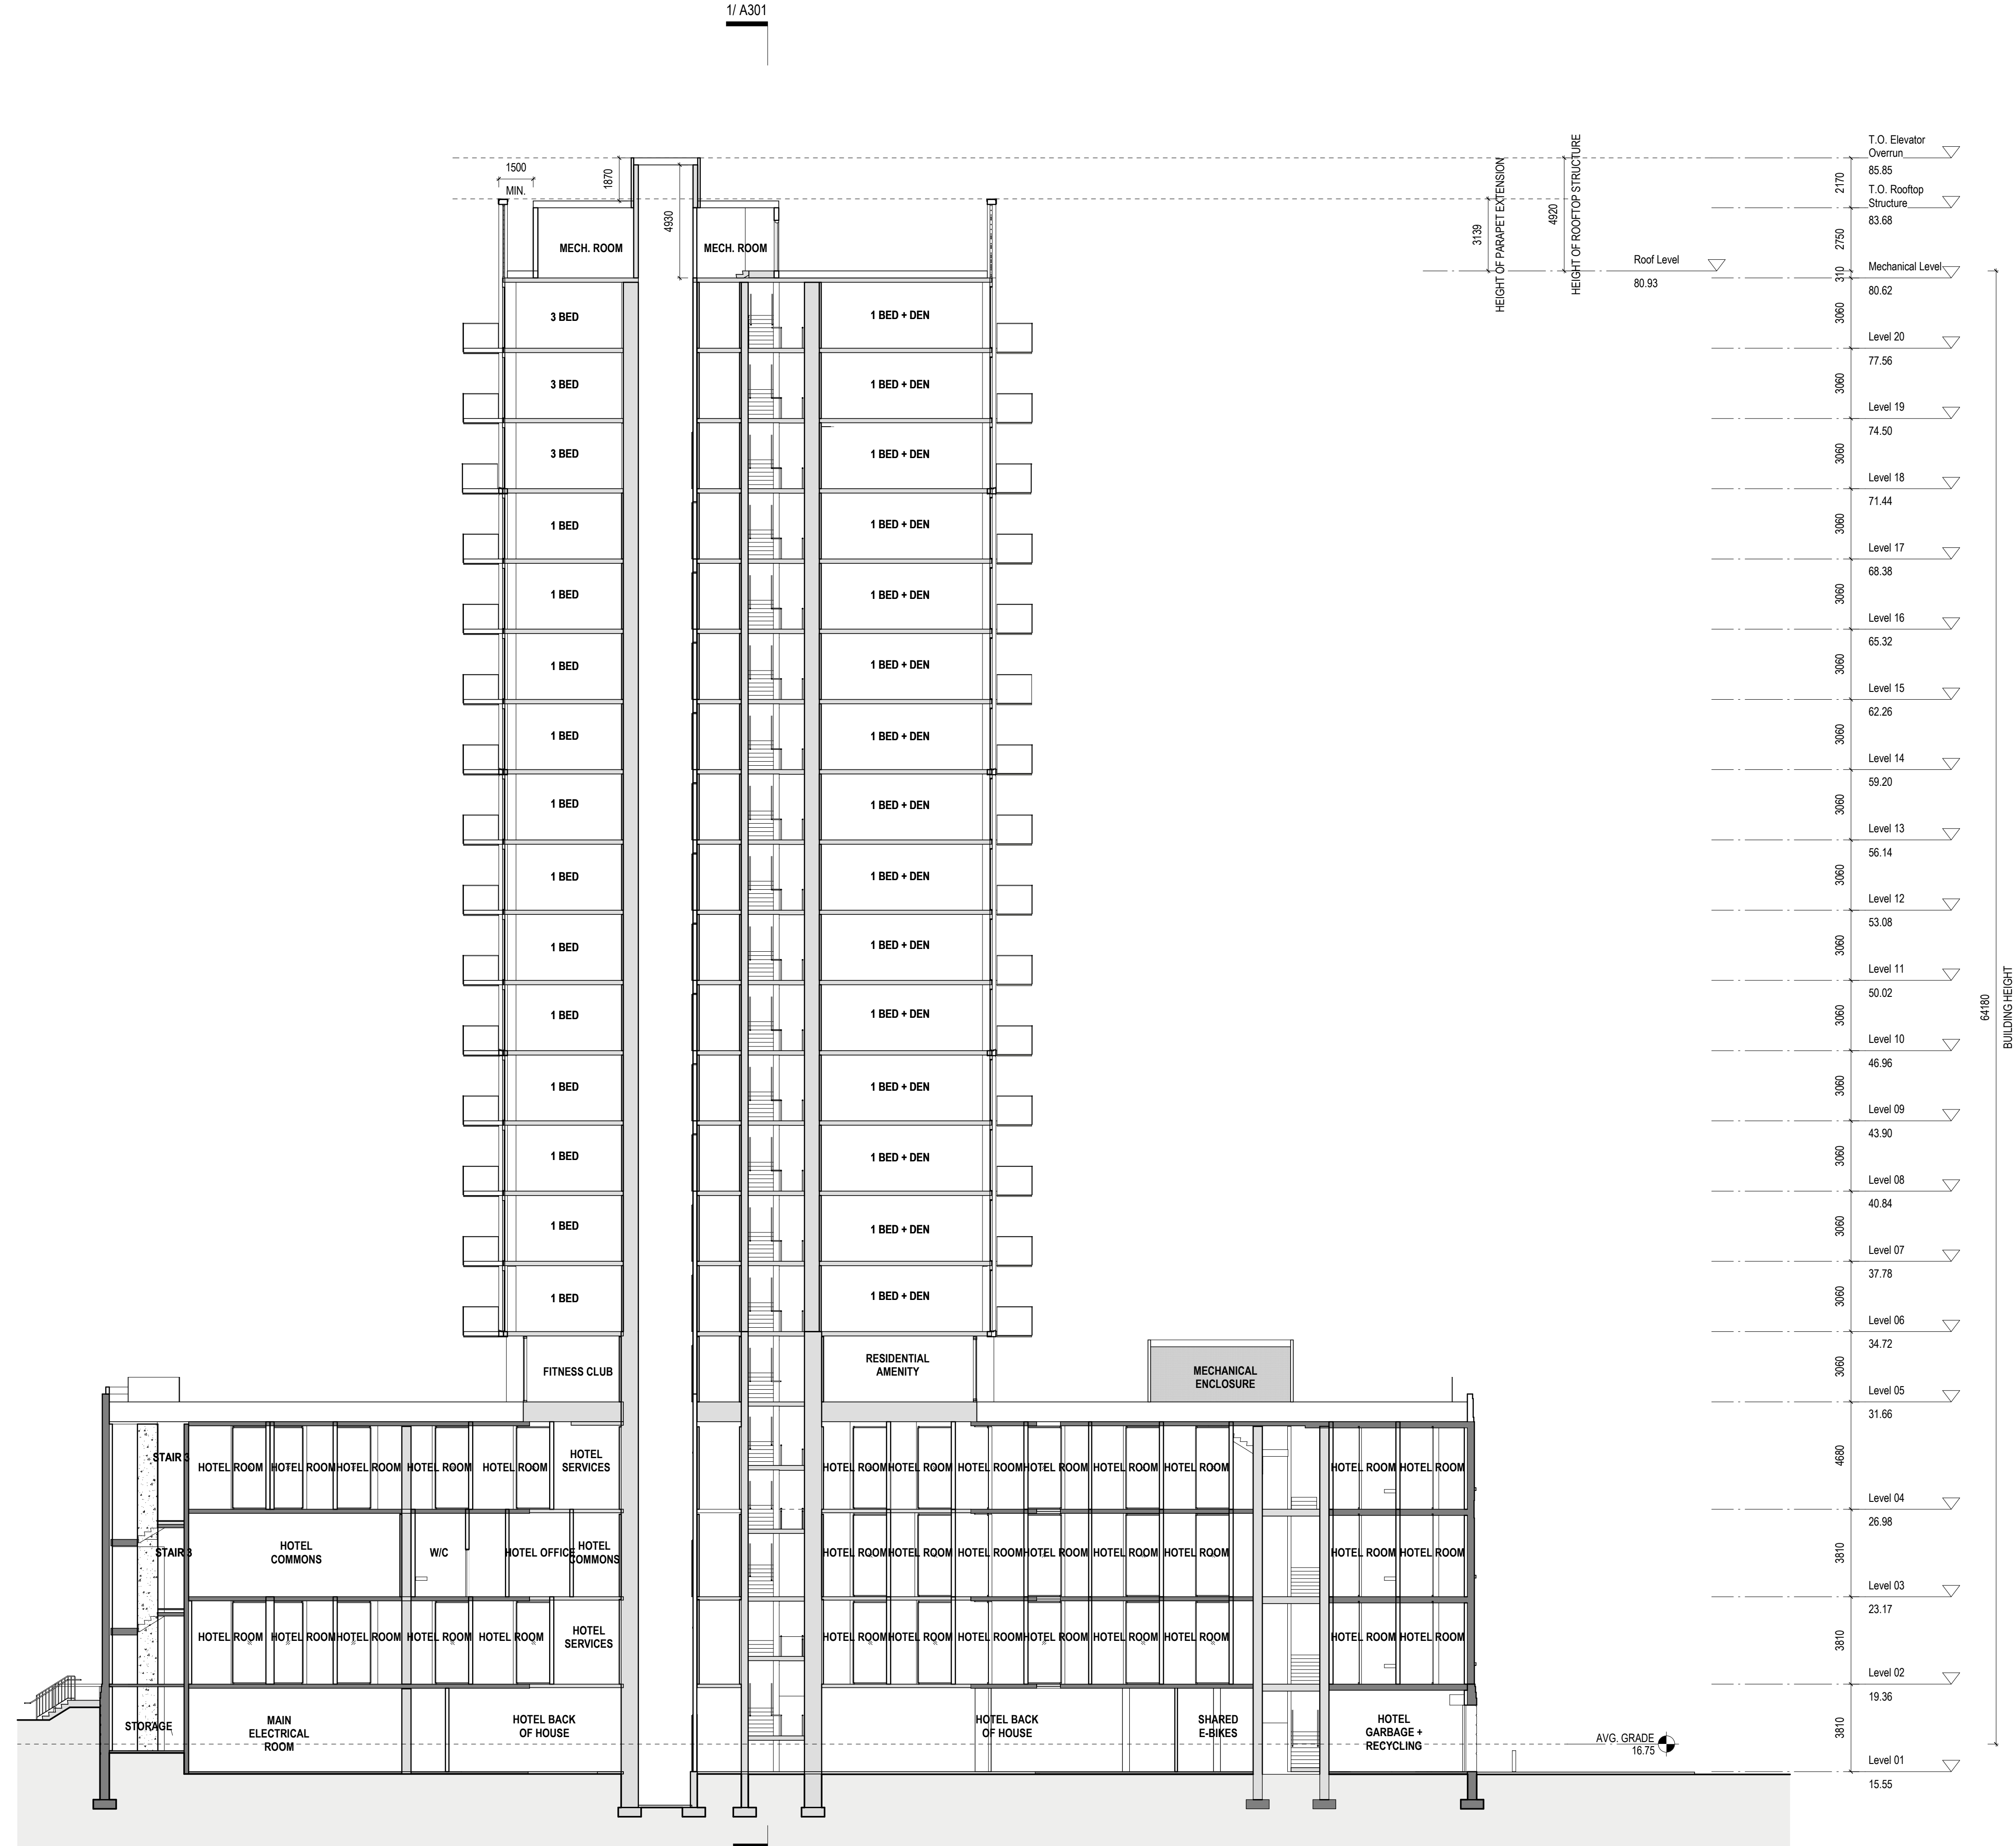 1/ A301
T.O. Elevator
Overrun
85.85
2170
T.O. Rooftop
Structure
83.68
2750
Mechanical Level
310
80.62
1500
MIN.
1870
4930
MECH. ROOM
MECH. ROOM
3139
HEIGHT OF PARAPET EXTENSION
4920
HEIGHT OF ROOFTOP STRUCTURE
Roof Level
80.93
3 BED
1 BED + DEN
3060
Level 20
77.56
3 BED
1 BED + DEN
3060
Level 19
74.50
3 BED
1 BED + DEN
3060
Level 18
71.44
1 BED
1 BED + DEN
3060
Level 17
68.38
1 BED
1 BED + DEN
3060
Level 16
65.32
1 BED
1 BED + DEN
3060
Level 15
62.26
1 BED
1 BED + DEN
3060
Level 14
59.20
1 BED
1 BED + DEN
3060
Level 13
56.14
1 BED
1 BED + DEN
3060
Level 12
53.08
1 BED
1 BED + DEN
3060
Level 11
50.02
1 BED
1 BED + DEN
3060
Level 10
46.96
64180
BUILDING HEIGHT
1 BED
1 BED + DEN
3060
Level 09
43.90
1 BED
1 BED + DEN
3060
Level 08
40.84
1 BED
1 BED + DEN
3060
Level 07
37.78
1 BED
1 BED + DEN
3060
Level 06
34.72
FITNESS CLUB
RESIDENTIAL
AMENITY
MECHANICAL
ENCLOSURE
3060
Level 05
31.66
STAIR 3
HOTEL ROOM
HOTEL ROOM
HOTEL ROOM
HOTEL ROOM
HOTEL ROOM
HOTEL
SERVICES
HOTEL ROOM
HOTEL ROOM
HOTEL ROOM
HOTEL ROOM
HOTEL ROOM
HOTEL ROOM
HOTEL ROOM
HOTEL ROOM
4680
Level 04
26.98
STAIR 3
HOTEL
COMMONS
W/C
HOTEL OFFICE
HOTEL
COMMONS
HOTEL ROOM
HOTEL ROOM
HOTEL ROOM
HOTEL ROOM
HOTEL ROOM
HOTEL ROOM
HOTEL ROOM
HOTEL ROOM
3810
Level 03
23.17
HOTEL ROOM
HOTEL ROOM
HOTEL ROOM
HOTEL ROOM
HOTEL ROOM
HOTEL
SERVICES
HOTEL ROOM
HOTEL ROOM
HOTEL ROOM
HOTEL ROOM
HOTEL ROOM
HOTEL ROOM
HOTEL ROOM
HOTEL ROOM
3810
Level 02
19.36
STORAGE
MAIN
ELECTRICAL
ROOM
HOTEL BACK
OF HOUSE
HOTEL BACK
OF HOUSE
SHARED
E-BIKES
HOTEL
GARBAGE +
RECYCLING
AVG. GRADE
16.75
3810
Level 01
15.55